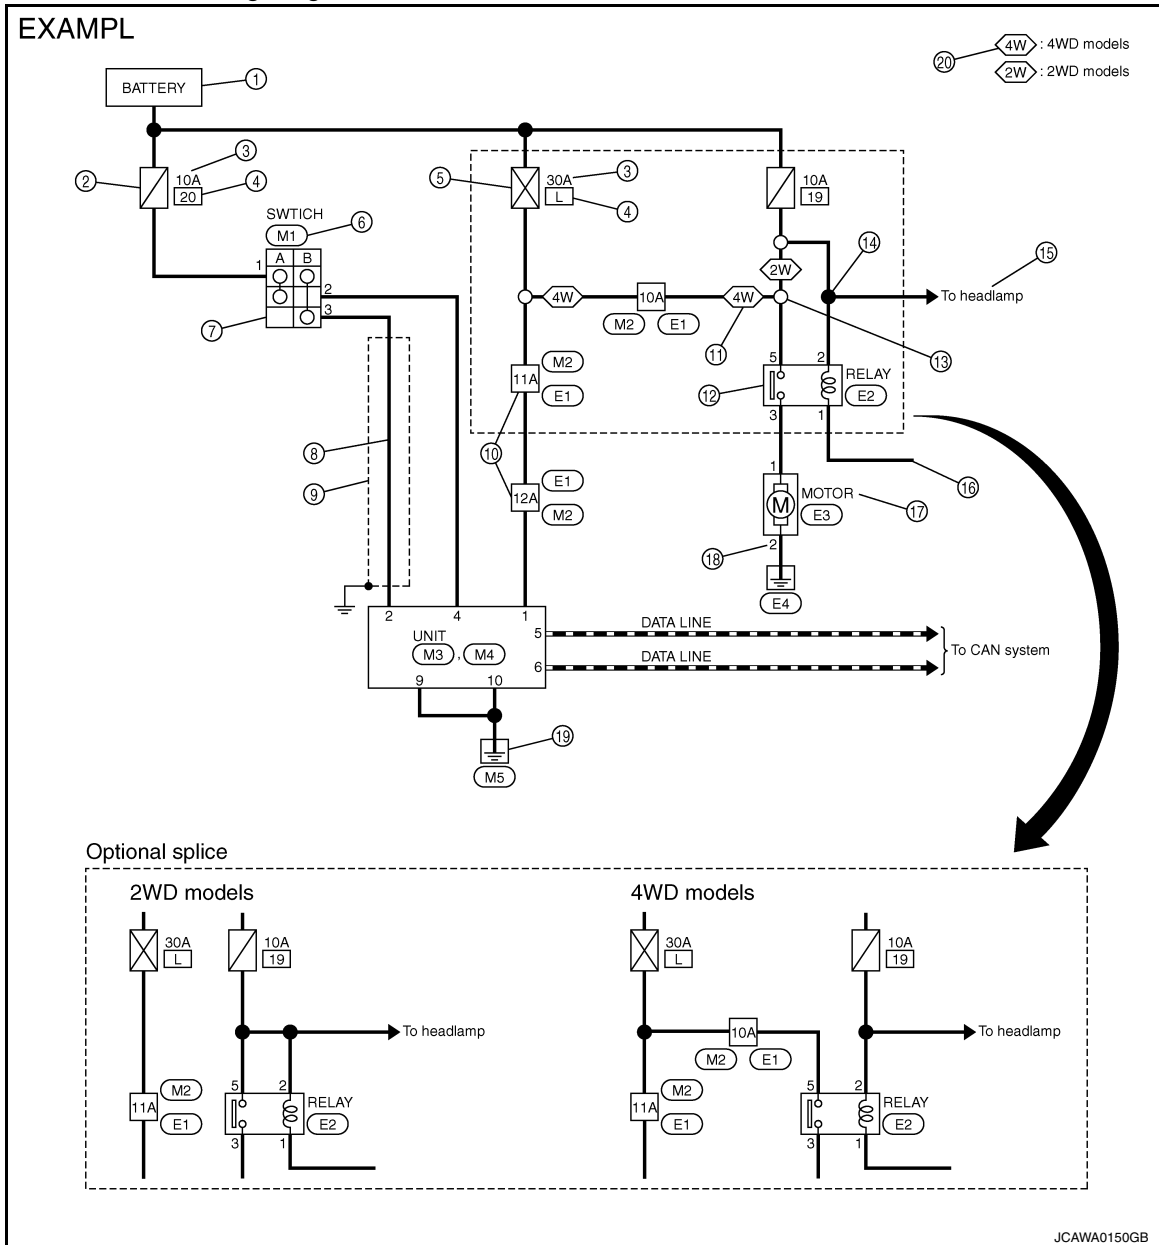 EXAMPL
20
4W : 4WD models
2W : 2WD models
BATTERY
1
3
2
10A
4
20
5
30A
3
L
4
10A
19
SWTICH
6
M1
A B
1
2
3
7
14
15
2W
4W
10A
4W
To headlamp
M2
E1
11
13
5
2
M2
11A
E1
12
RELAY
E2
3
1
8
10
9
E1
12A
M2
1
16
MOTOR
M
E3
17
18
2
E4
2
4
1
UNIT
M3 , M4
5
DATA LINE
6
DATA LINE
To CAN system
9
10
19
M5
Optional splice
2WD models
4WD models
30A
L
10A
19
30A
L
10A
19
To headlamp
10A
To headlamp
M2
E1
M2
11A
E1
5
2
RELAY
E2
3
1
M2
11A
E1
5
2
RELAY
E2
3
1
JCAWA0150GB